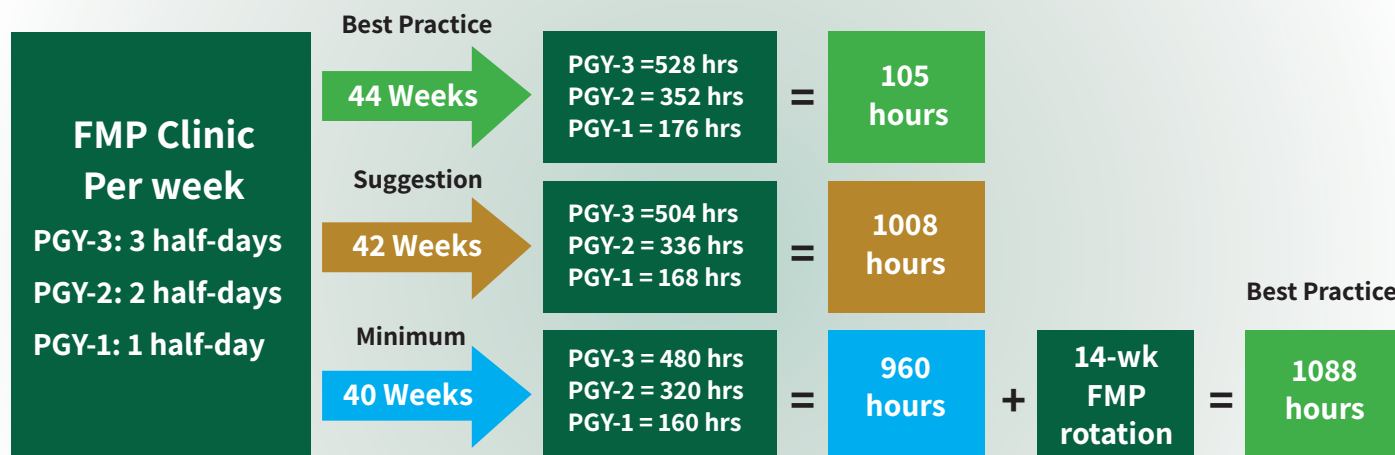 FMP Clinic
Per week
PGY-3: 3 half-days
PGY-2: 2 half-days
PGY-1: 1 half-day
Best Practice
44 Weeks
PGY-3 =528 hrs
PGY-2 = 352 hrs
PGY-1 = 176 hrs
=
105
hours
Suggestion
42 Weeks
PGY-3 =504 hrs
PGY-2 = 336 hrs
PGY-1 = 168 hrs
=
1008
hours
Minimum
40 Weeks
PGY-3 = 480 hrs
PGY-2 = 320 hrs
PGY-1 = 160 hrs
=
960
hours
+
14-wk
FMP
rotation
=
Best Practice
1088
hours